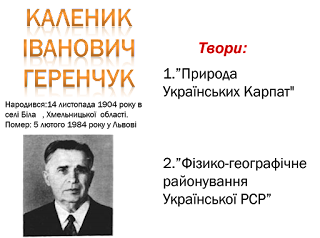 КАЛЕНИК
ІВАНОВИЧ
ГЕРЕНЧУК
Народився:14 листопада 1904 року в
селі Біла , Хмельницької області.
Помер: 5 лютого 1984 року у Львові
Твори:
1.”Природа
Українських Карпат"
2.”Фізико-географічне
районування
Української РСР”